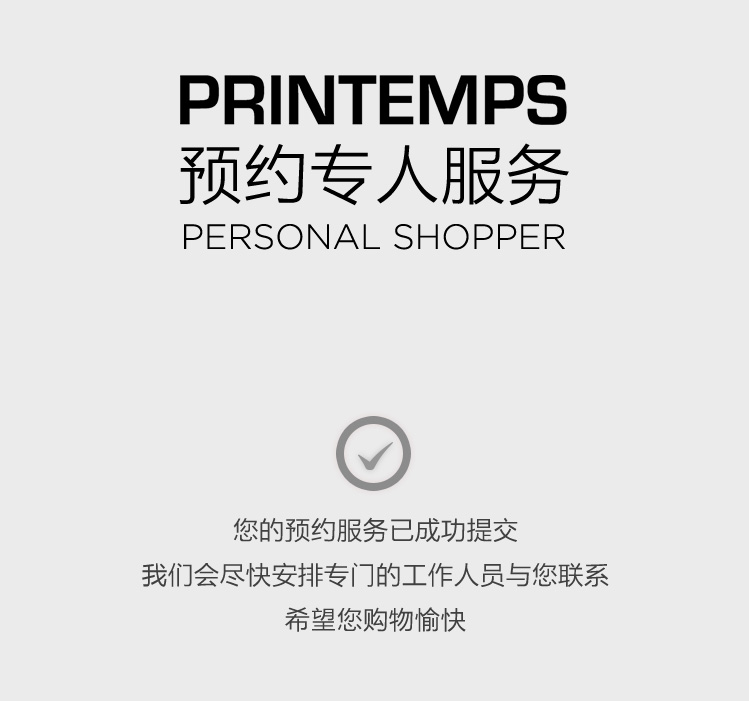 PRINTEMPS
预约专人服务
PERSONAL SHOPPER
您的预约服务已成功提交
我们会尽快安排专门的工作人员与您联系
希望您购物愉快